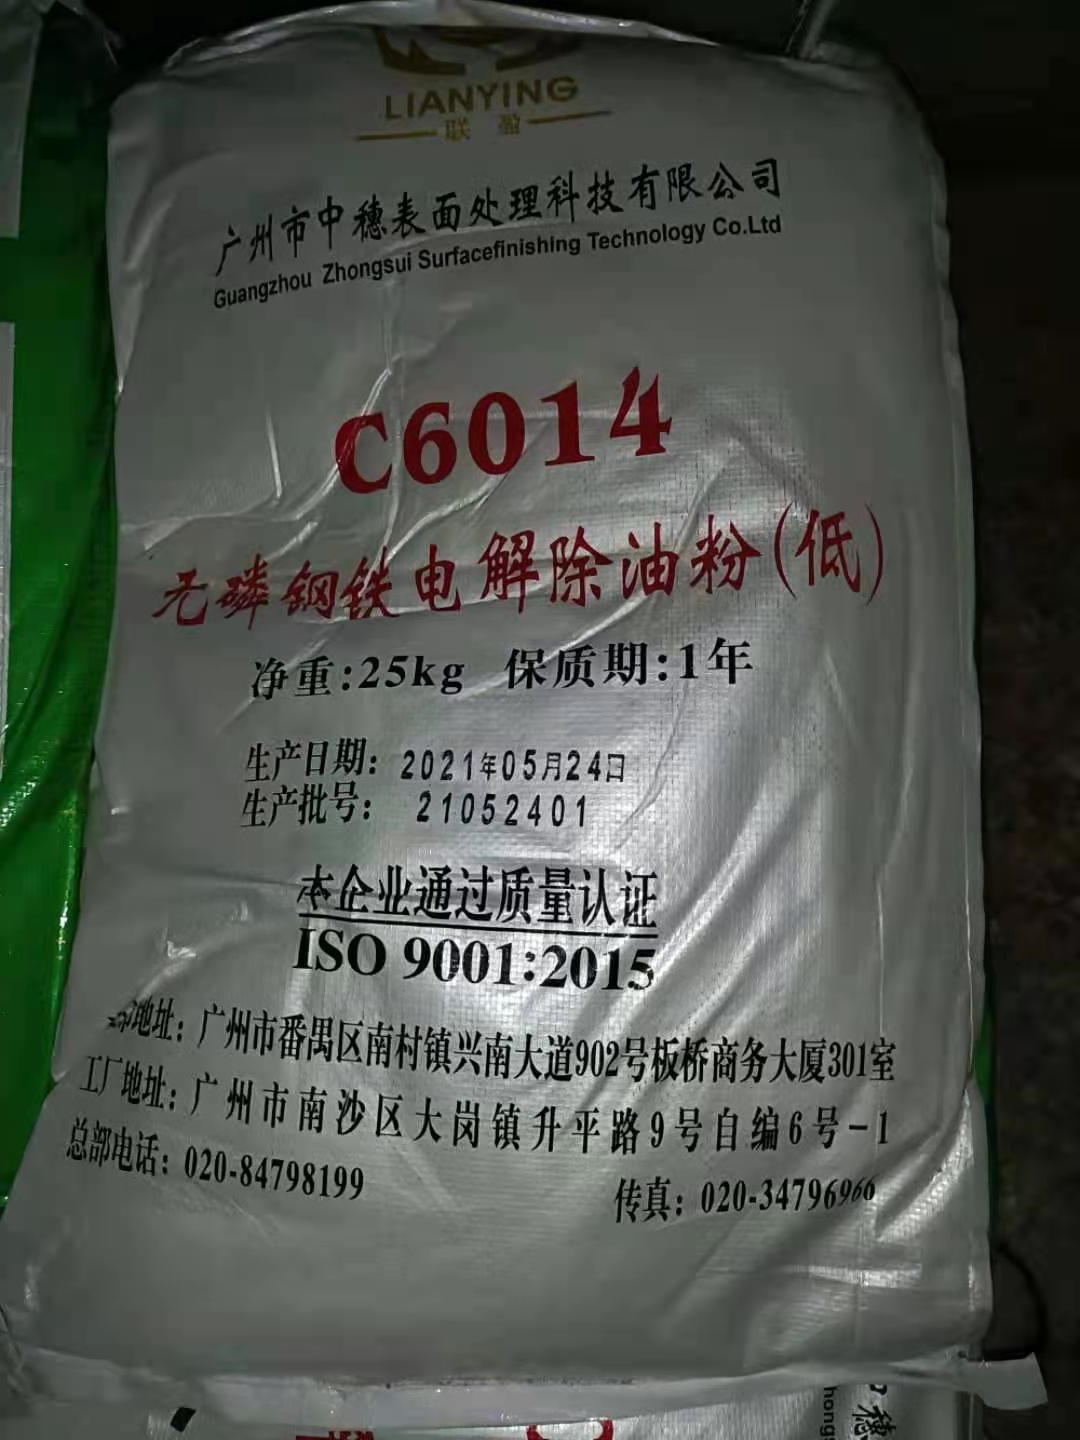 LIANYING
联 盈
广州市中穗表面处理科技有限公司
Guangzhou Zhongsui Surfacefinishing Technology Co.Ltd
C6014
无磷钢铁电解除油粉(低)
净重:25kg 保质期:1年
生产日期: 2021年05月24日
生产批号: 21052401
本企业通过质量认证
ISO 9001:2015
地址: 广州市番禺区南村镇兴南大道902号板桥商务大厦301室
工厂地址: 广州市南沙区大岗镇升平路9号自编6号-1
总部电话: 020-84798199 传真: 020-34796966
中穗